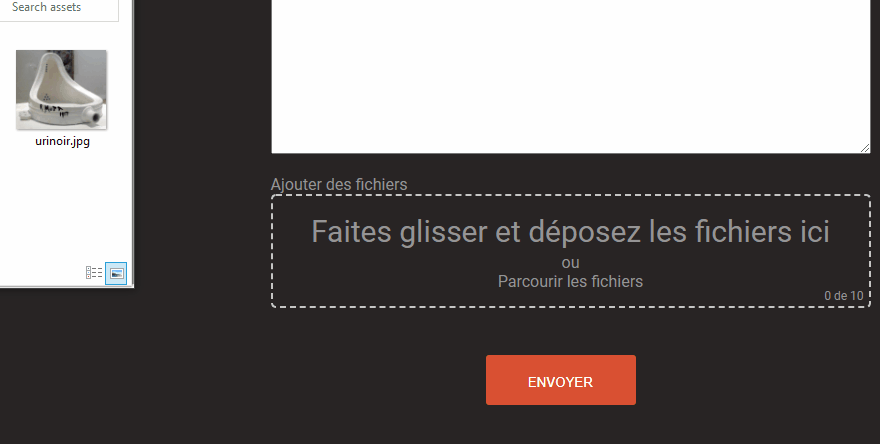 Search assets
urinoir.jpg
Ajouter des fichiers
Faites glisser et déposez les fichiers ici
ou
Parcourir les fichiers
0 de 10
ENVOYER